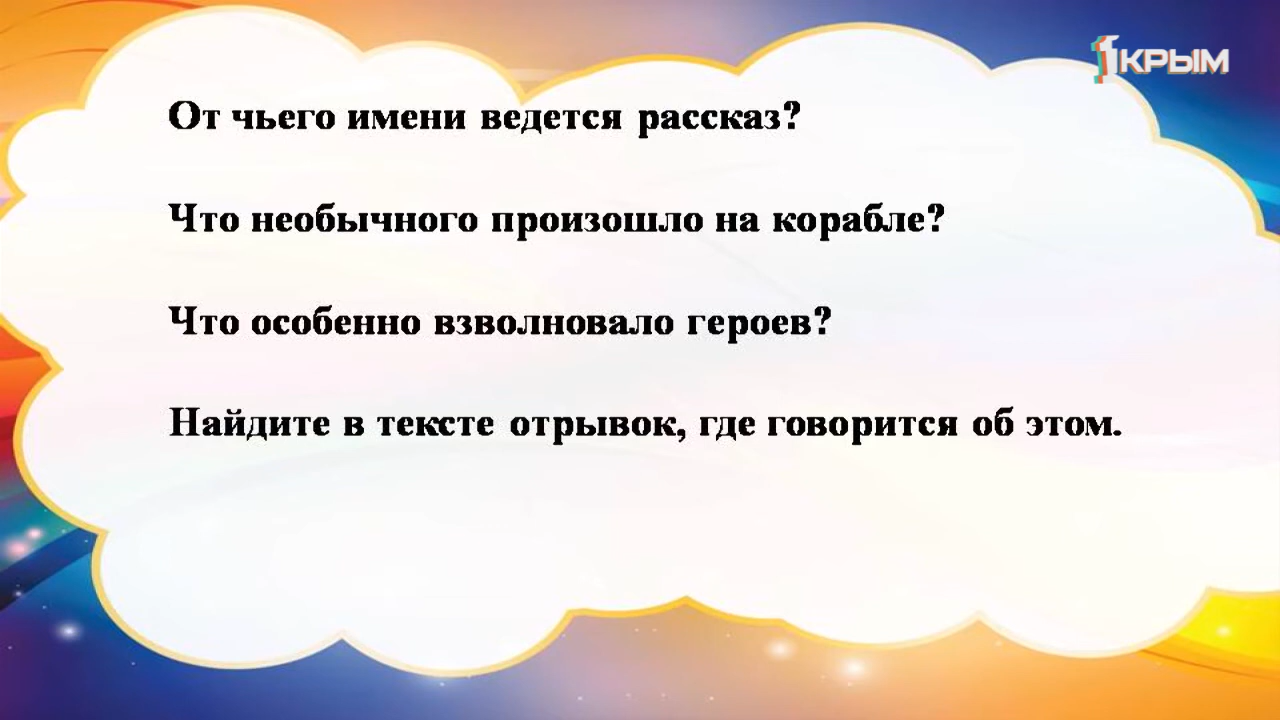 1КРЫМ
От чьего имени ведется рассказ?
Что необычного произошло на корабле?
Что особенно взволновало героев?
Найдите в тексте отрывок, где говорится об этом.